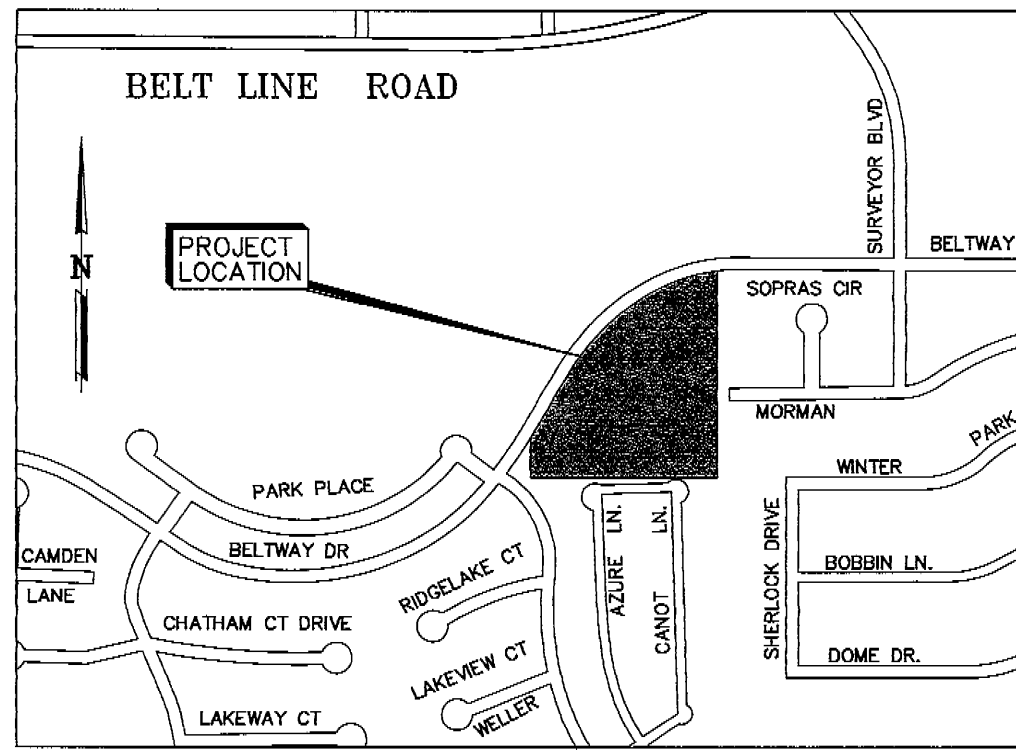 BELT LINE ROAD
SURVEYOR BLVD
N
PROJECT
LOCATION
BELTWAY
SOPRAS CIR
MORMAN
PARK
WINTER
PARK PLACE
BELTWAY DR
CAMDEN
LANE
CHATHAM CT DRIVE
LAKEWAY CT
RIDGELAKE CT
LAKEVIEW CT
WELLER
AZURE LN.
CANOT LN.
SHERLOCK DRIVE
BOBBIN LN.
DOME DR.